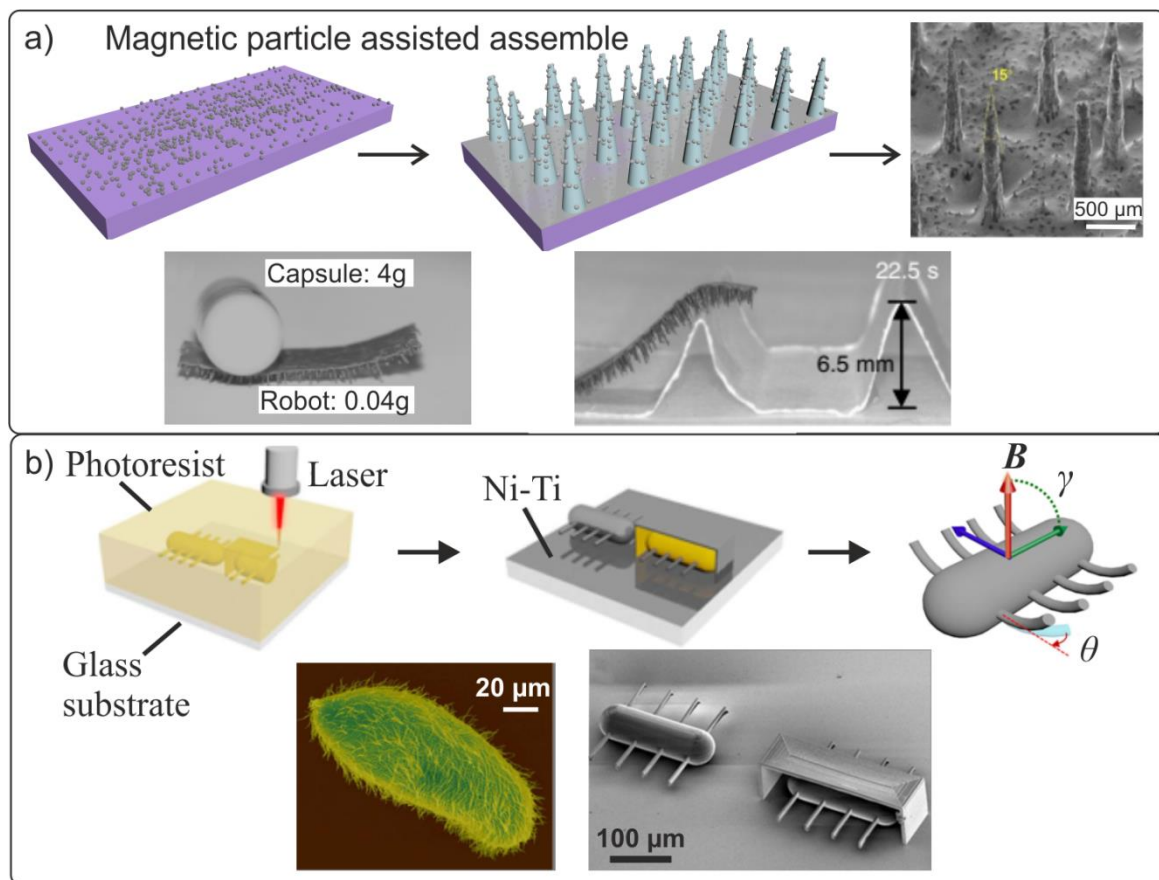 a) Magnetic particle assisted assemble
15°
500 µm
Capsule: 4g
Robot: 0.04g
22.5 s
6.5 mm
b) Photoresist
Laser
Ni-Ti
B
γ
Glass
substrate
θ
20 µm
100 µm